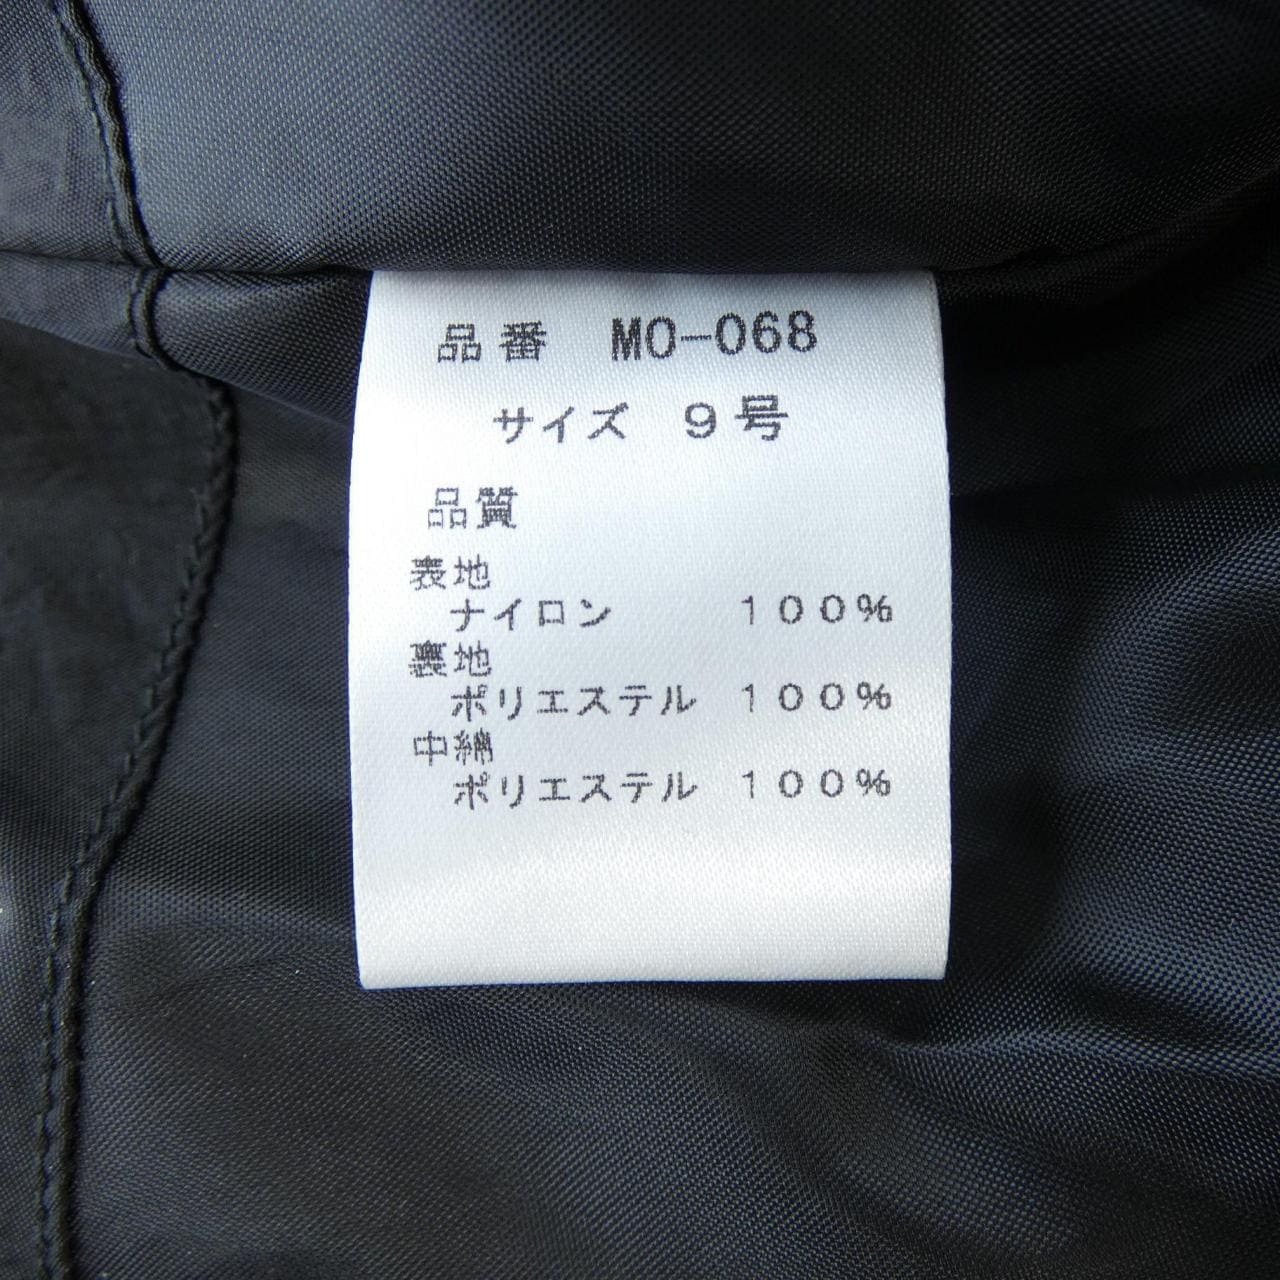 品番 MO-068
サイズ 9号
品質
表地
ナイロン 100%
裏地
ポリエステル 100%
中綿
ポリエステル 100%